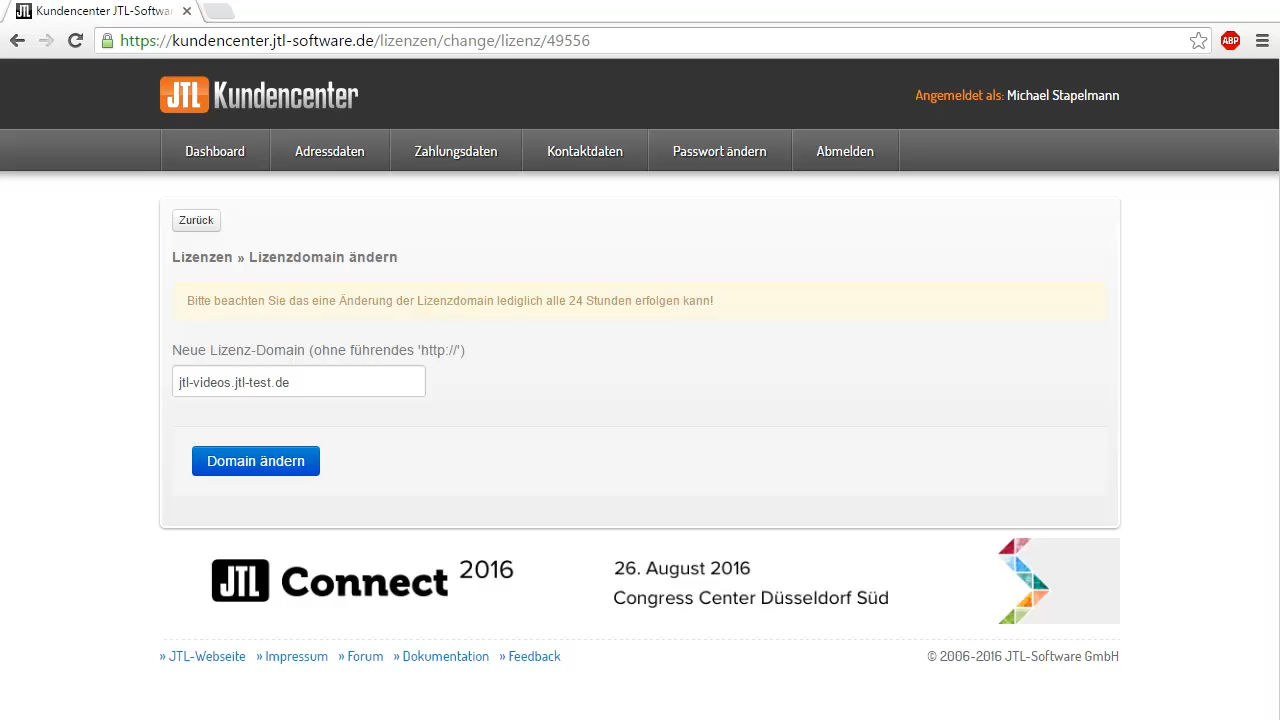 JTL Kundencenter JTL-Softwa
https://kundencenter.jtl-software.de/lizenzen/change/lizenz/49556
ABP
JTL Kundencenter
Angemeldet als: Michael Stapelmann
Dashboard Adressdaten Zahlungsdaten Kontaktdaten Passwort ändern Abmelden
Zurück
Lizenzen » Lizenzdomain ändern
Bitte beachten Sie das eine Änderung der Lizenzdomain lediglich alle 24 Stunden erfolgen kann!
Neue Lizenz-Domain (ohne führendes 'http://')
jtl-videos.jtl-test.de
Domain ändern
JTL Connect 2016
26. August 2016
Congress Center Düsseldorf Süd
» JTL-Webseite » Impressum » Forum » Dokumentation » Feedback
© 2006-2016 JTL-Software GmbH